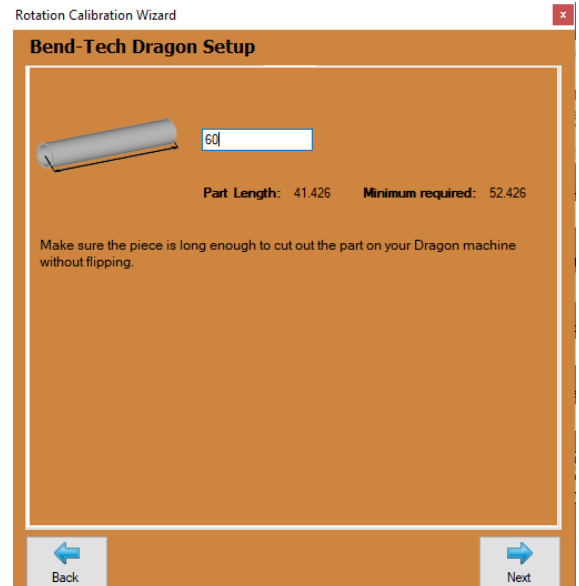 Rotation Calibration Wizard
x
Bend-Tech Dragon Setup
60
Part Length: 41.426 Minimum required: 52.426
Make sure the piece is long enough to cut out the part on your Dragon machine
without flipping.
Back Next